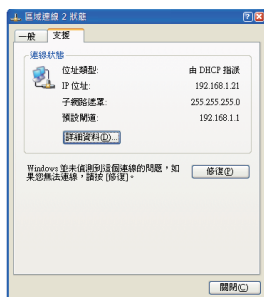 區域連線 2 狀態
一般 支援
連線狀態
位址類型: 由 DHCP 指派
IP 位址: 192.168.1.21
子網路遮罩: 255.255.255.0
預設閘道: 192.168.1.1
詳細資料(D)...
Windows 並未偵測到這個連線的問題，如
果您無法連線，請按 [修復]。
修復(P)
關閉(C)